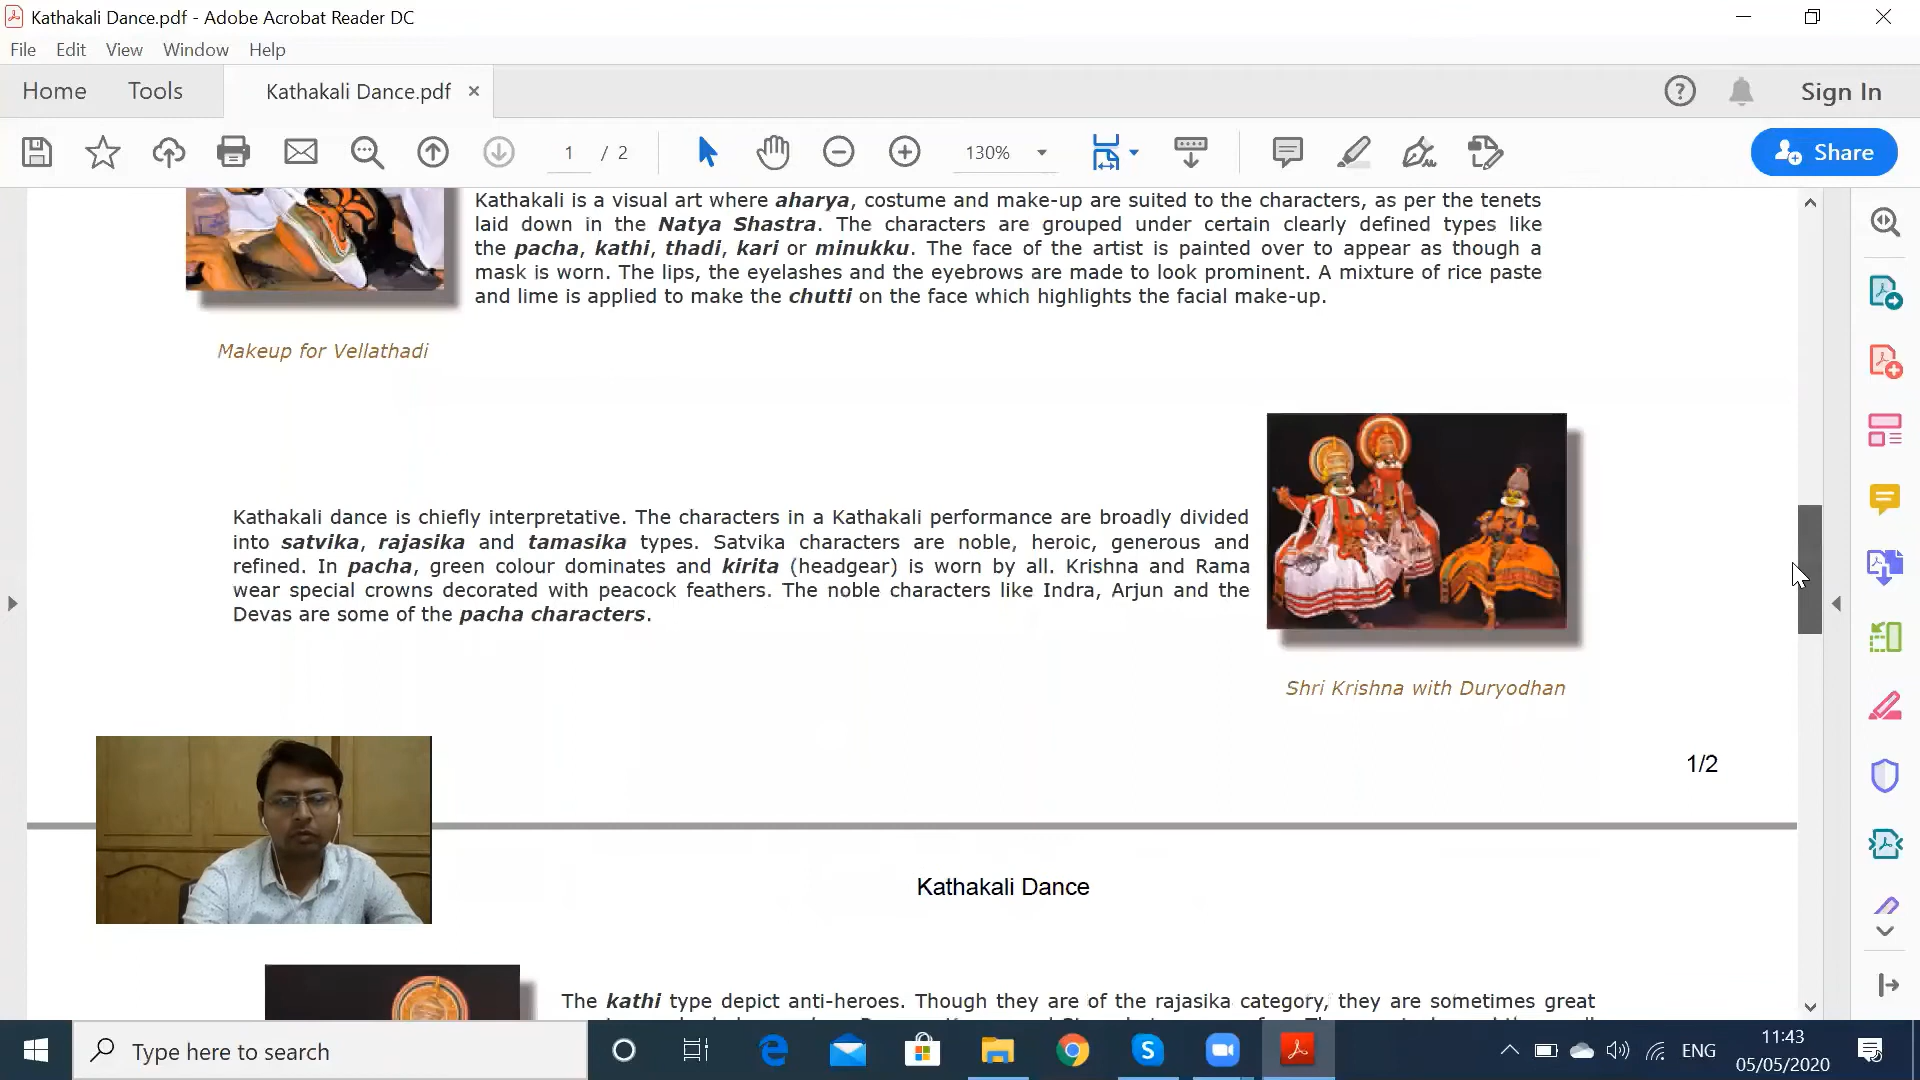 Kathakali Dance.pdf - Adobe Acrobat Reader DC
File Edit View Window Help
Home Tools Kathakali Dance.pdf × Sign In
1 / 2 130% Share
Kathakali is a visual art where aharya, costume and make-up are suited to the characters, as per the tenets
laid down in the Natya Shastra. The characters are grouped under certain clearly defined types like
the pacha, kathi, thadi, kari or minukku. The face of the artist is painted over to appear as though a
mask is worn. The lips, the eyelashes and the eyebrows are made to look prominent. A mixture of rice paste
and lime is applied to make the chutti on the face which highlights the facial make-up.
Makeup for Vellathadi
Kathakali dance is chiefly interpretative. The characters in a Kathakali performance are broadly divided
into satvika, rajasika and tamasika types. Satvika characters are noble, heroic, generous and
refined. In pacha, green colour dominates and kirita (headgear) is worn by all. Krishna and Rama
wear special crowns decorated with peacock feathers. The noble characters like Indra, Arjun and the
Devas are some of the pacha characters.
Shri Krishna with Duryodhan
1/2
Kathakali Dance
The kathi type depict anti-heroes. Though they are of the rajasika category, they are sometimes great
Type here to search
ENG
11:43
05/05/2020